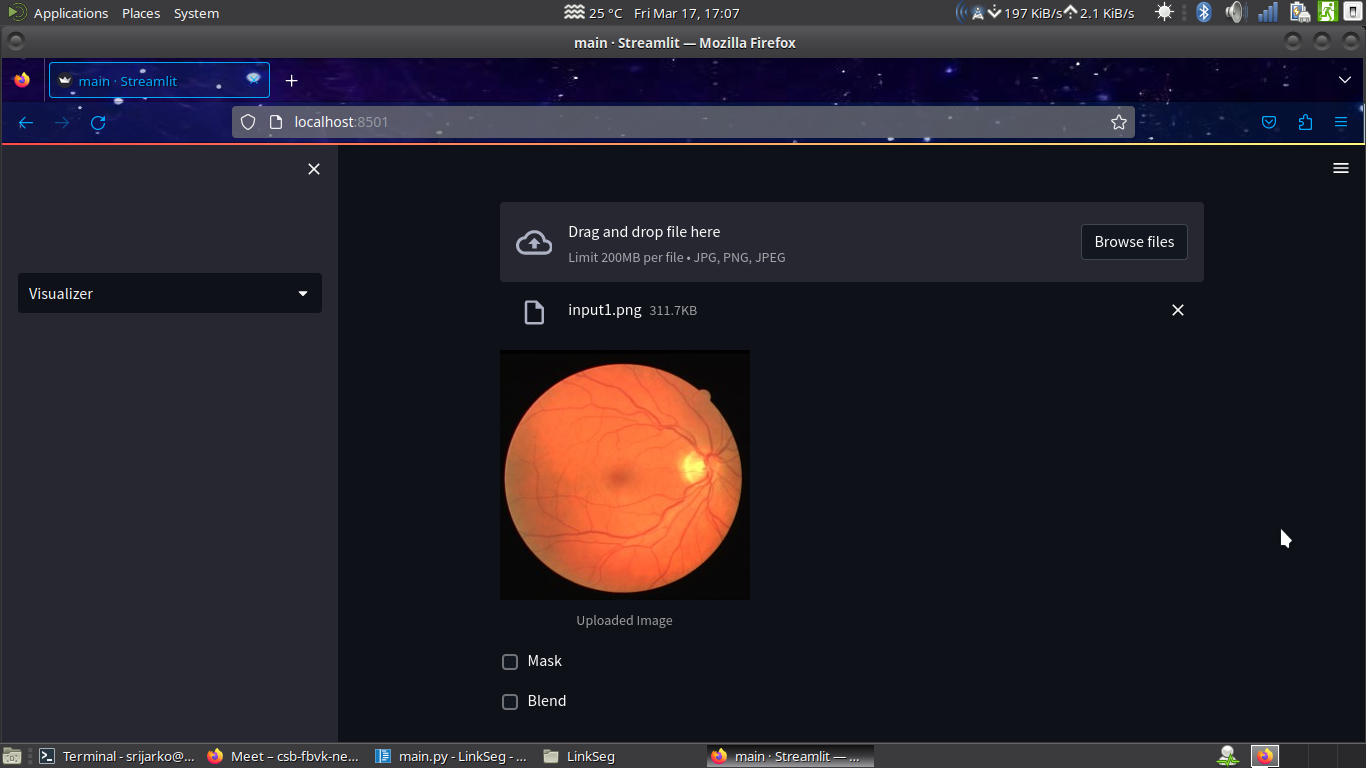 Applications Places System 25 °C Fri Mar 17, 17:07 197 KiB/s 2.1 KiB/s
main · Streamlit — Mozilla Firefox
main · Streamlit
localhost:8501
Drag and drop file here
Limit 200MB per file • JPG, PNG, JPEG
Browse files
Visualizer
input1.png 311.7KB
Uploaded Image
Mask
Blend
Terminal - srijarko@... Meet – csb-fbvk-ne... main.py - LinkSeg - ... LinkSeg main · Streamlit — ...